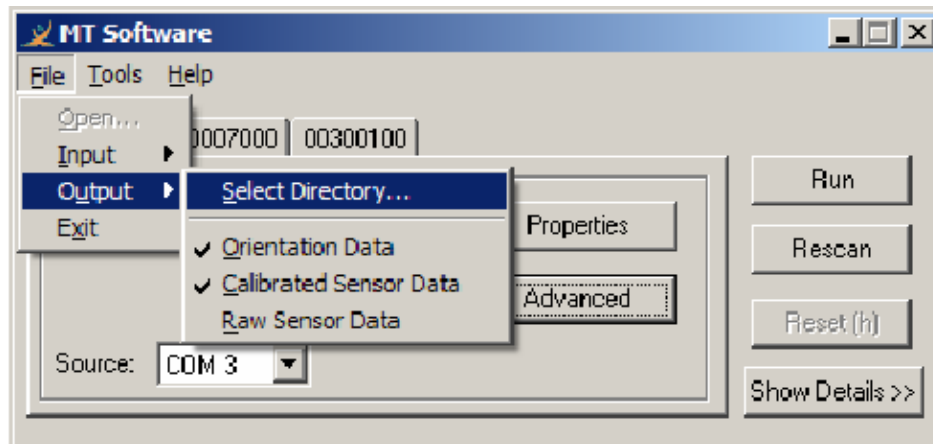 MT Software
File Tools Help
Open...
Input
Output
Exit
Select Directory...
Orientation Data
Calibrated Sensor Data
Raw Sensor Data
0007000 00300100
Properties
Advanced
Source: COM 3
Run
Rescan
Reset (h)
Show Details >>